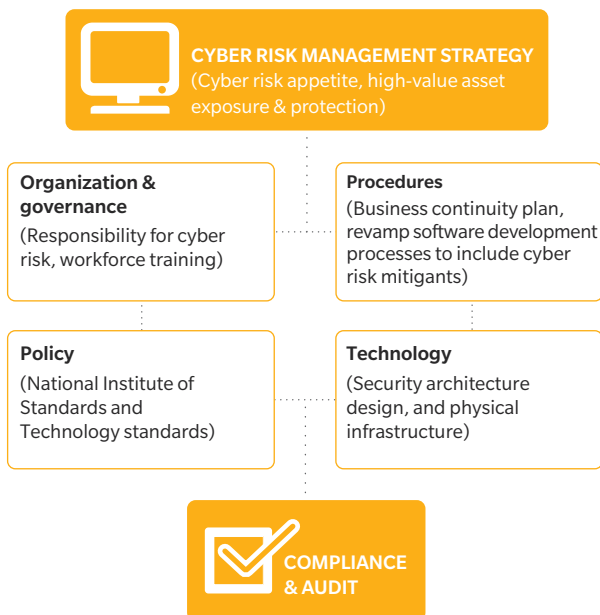 CYBER RISK MANAGEMENT STRATEGY
(Cyber risk appetite, high-value asset
exposure & protection)
Organization &
governance
(Responsibility for cyber
risk, workforce training)
Procedures
(Business continuity plan,
revamp software development
processes to include cyber
risk mitigants)
Policy
(National Institute of
Standards and
Technology standards)
Technology
(Security architecture
design, and physical
infrastructure)
COMPLIANCE
& AUDIT